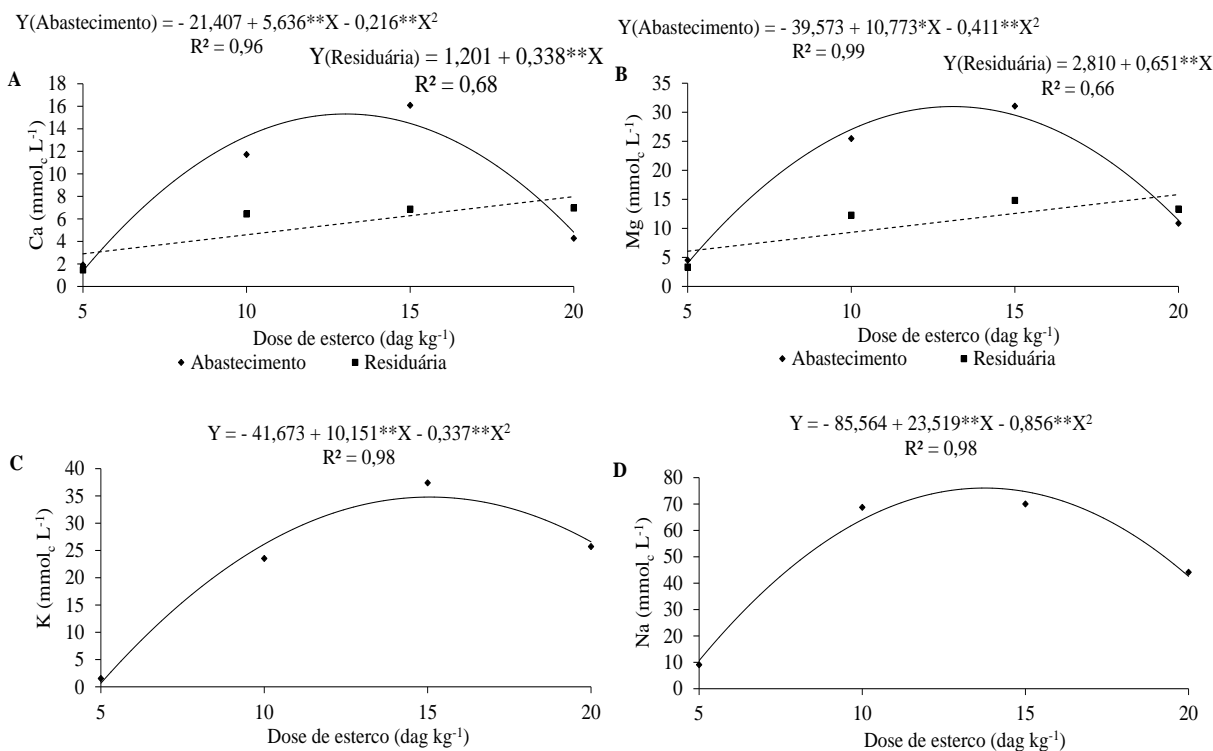 Y(Abastecimento) = - 21,407 + 5,636**X - 0,216**X²
R² = 0,96
Y(Residuária) = 1,201 + 0,338**X
R² = 0,68
A
18
16
14
12
10
8
6
4
2
0
Ca (mmolc L-1)
5 10 15 20
Dose de esterco (dag kg-1)
Abastecimento Residuária
Y(Abastecimento) = - 39,573 + 10,773*X - 0,411**X²
R² = 0,99
Y(Residuária) = 2,810 + 0,651**X
R² = 0,66
B
35
30
25
20
15
10
5
0
Mg (mmolc L-1)
5 10 15 20
Dose de esterco (dag kg-1)
Abastecimento Residuária
Y = - 41,673 + 10,151**X - 0,337**X²
R² = 0,98
C
40
35
30
25
20
15
10
5
0
K (mmolc L-1)
5 10 15 20
Dose de esterco (dag kg-1)
Y = - 85,564 + 23,519**X - 0,856**X²
R² = 0,98
D
80
70
60
50
40
30
20
10
0
Na (mmolc L-1)
5 10 15 20
Dose de esterco (dag kg-1)